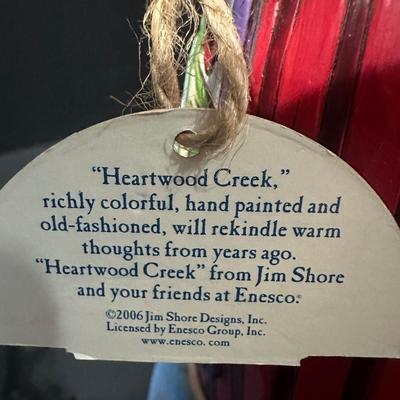 “Heartwood Creek,”
richly colorful, hand painted and
old-fashioned, will rekindle warm
thoughts from years ago.
“Heartwood Creek” from Jim Shore
and your friends at Enesco.®
©2006 Jim Shore Designs, Inc.
Licensed by Enesco Group, Inc.
www.enesco.com